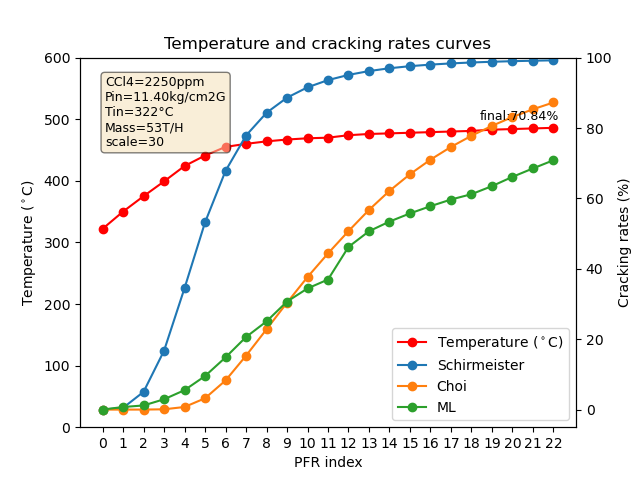 Temperature and cracking rates curves
CCl4=2250ppm
Pin=11.40kg/cm2G
Tin=322°C
Mass=53T/H
scale=30
final:70.84%
600
500
400
300
200
100
0
Temperature (°C)
100
80
60
40
20
0
Cracking rates (%)
Temperature (°C)
Schirmeister
Choi
ML
0 1 2 3 4 5 6 7 8 9 10 11 12 13 14 15 16 17 18 19 20 21 22
PFR index